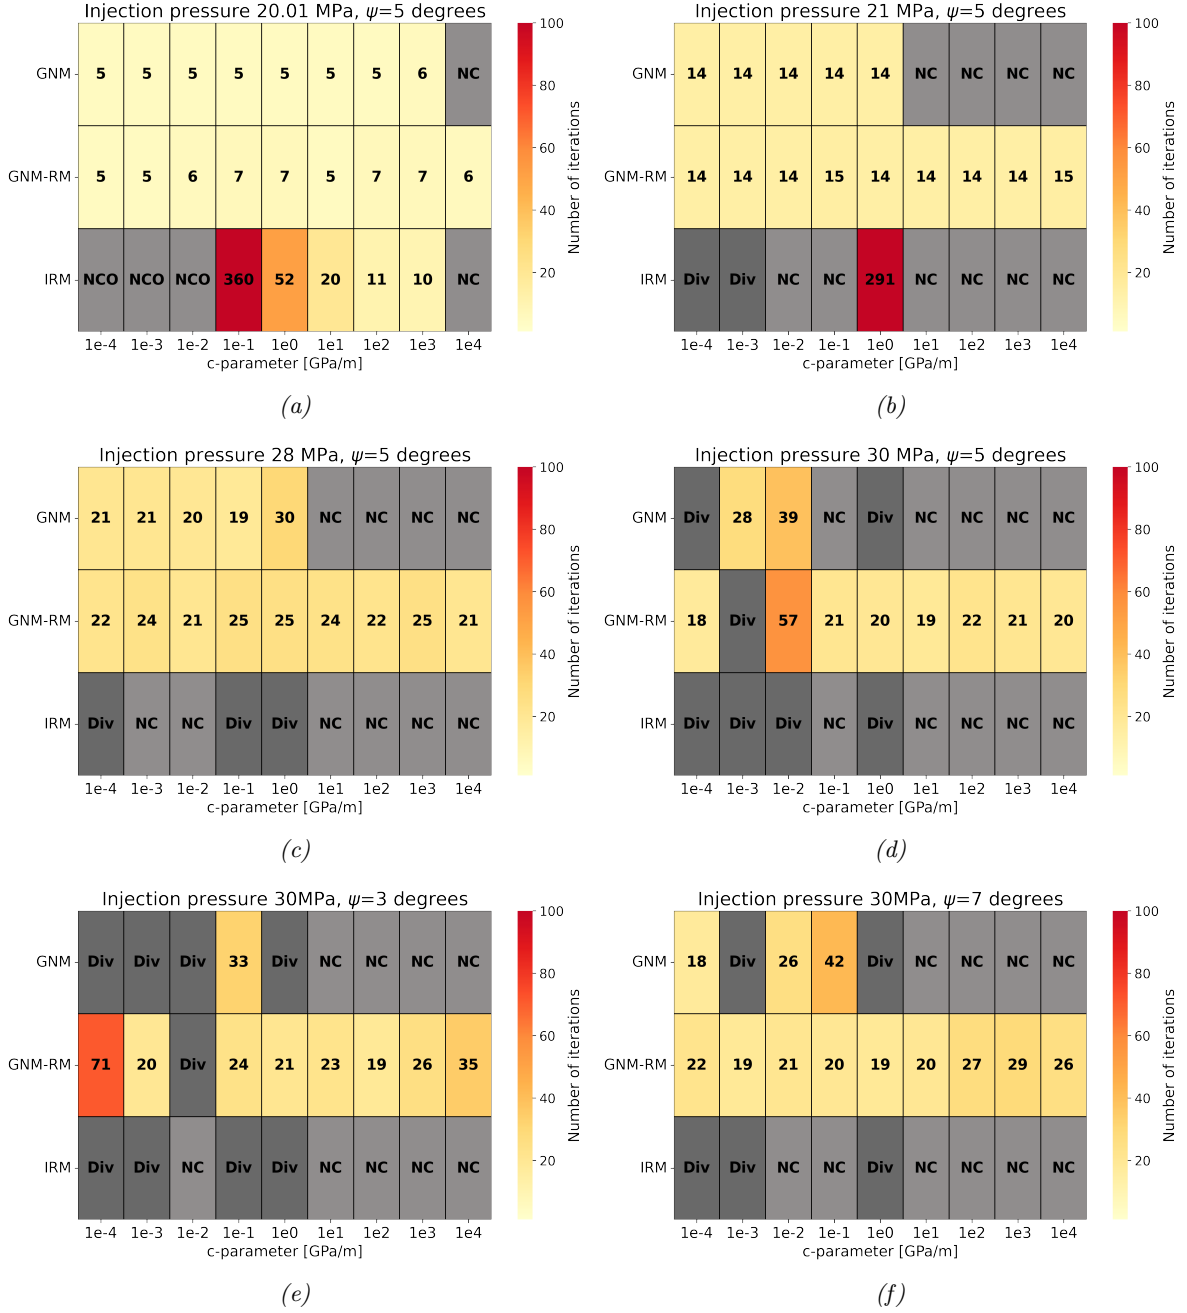 Injection pressure 20.01 MPa, ψ=5 degrees
GNM 5 5 5 5 5 5 5 6 NC
GNM-RM 5 5 6 7 7 5 7 7 6
IRM NCO NCO NCO 360 52 20 11 10 NC
1e-4 1e-3 1e-2 1e-1 1e0 1e1 1e2 1e3 1e4
c-parameter [GPa/m]
100
80
60
40
20
Number of iterations
(a)
Injection pressure 21 MPa, ψ=5 degrees
GNM 14 14 14 14 14 NC NC NC NC
GNM-RM 14 14 14 15 14 14 14 14 15
IRM Div Div NC NC 291 NC NC NC NC
1e-4 1e-3 1e-2 1e-1 1e0 1e1 1e2 1e3 1e4
c-parameter [GPa/m]
100
80
60
40
20
Number of iterations
(b)
Injection pressure 28 MPa, ψ=5 degrees
GNM 21 21 20 19 30 NC NC NC NC
GNM-RM 22 24 21 25 25 24 22 25 21
IRM Div NC NC Div Div NC NC NC NC
1e-4 1e-3 1e-2 1e-1 1e0 1e1 1e2 1e3 1e4
c-parameter [GPa/m]
100
80
60
40
20
Number of iterations
(c)
Injection pressure 30 MPa, ψ=5 degrees
GNM Div 28 39 NC Div NC NC NC NC
GNM-RM 18 Div 57 21 20 19 22 21 20
IRM Div Div Div NC Div NC NC NC NC
1e-4 1e-3 1e-2 1e-1 1e0 1e1 1e2 1e3 1e4
c-parameter [GPa/m]
100
80
60
40
20
Number of iterations
(d)
Injection pressure 30MPa, ψ=3 degrees
GNM Div Div Div 33 Div NC NC NC NC
GNM-RM 71 20 Div 24 21 23 19 26 35
IRM Div Div NC Div Div NC NC NC NC
1e-4 1e-3 1e-2 1e-1 1e0 1e1 1e2 1e3 1e4
c-parameter [GPa/m]
100
80
60
40
20
Number of iterations
(e)
Injection pressure 30MPa, ψ=7 degrees
GNM 18 Div 26 42 Div NC NC NC NC
GNM-RM 22 19 21 20 19 20 27 29 26
IRM Div Div NC NC Div NC NC NC NC
1e-4 1e-3 1e-2 1e-1 1e0 1e1 1e2 1e3 1e4
c-parameter [GPa/m]
100
80
60
40
20
Number of iterations
(f)